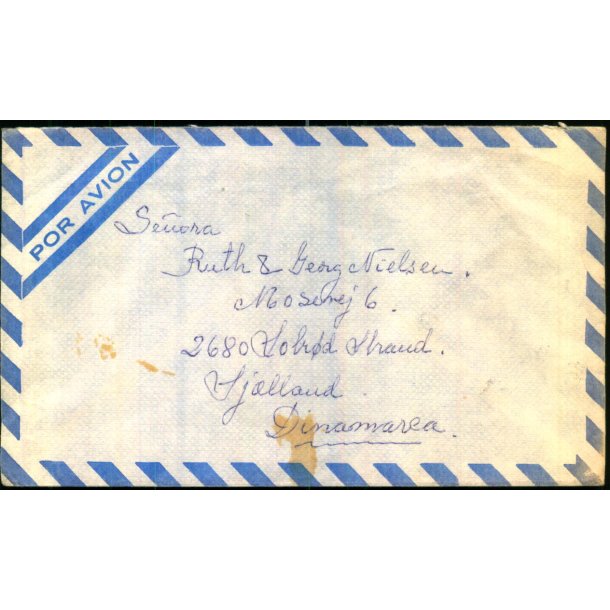 POR AVION
Señora
Ruth & Georg Nielsen.
Mosevej 6.
2680 Solrød Strand.
Sjælland.
Dinamarca.